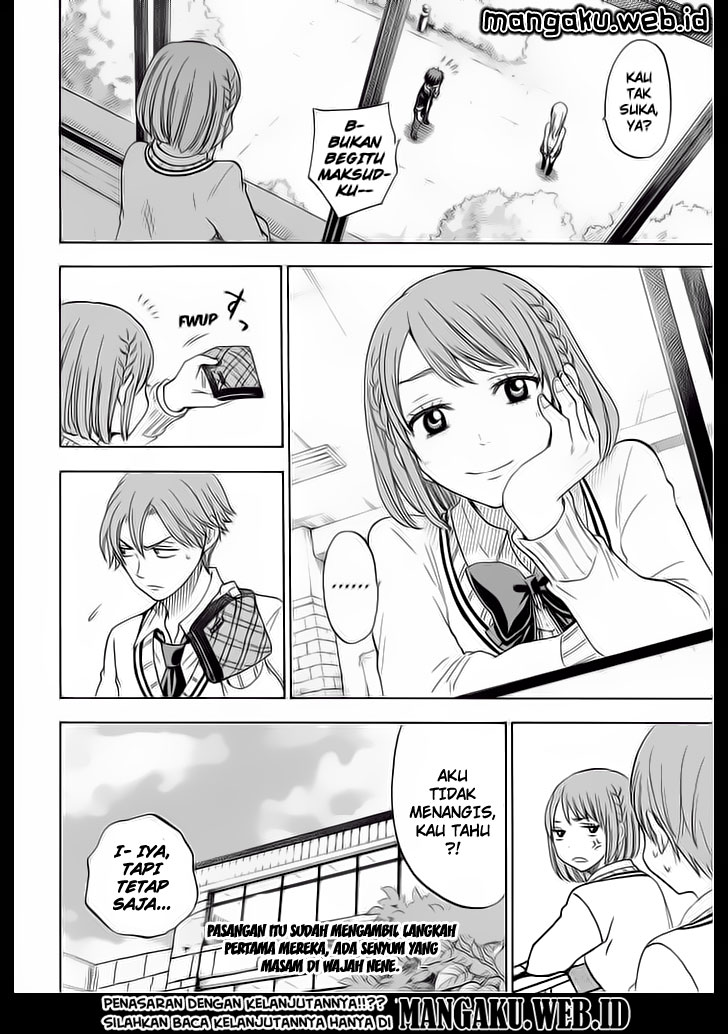 mangaku.web.id
KAU
TAK
SUKA,
YA?
B-
BUKAN
BEGITU
MAKSUD-
KU--
FWUP
す
っ
.......
AKU
TIDAK
MENANGIS,
KAU TAHU
?!
I- IYA,
TAPI
TETAP
SAJA...
PASANGAN ITU SUDAH MENGAMBIL LANGKAH
PERTAMA MEREKA, ADA SENYUM YANG
MASAM DI WAJAH NENE.
PENASARAN DENGAN KELANJUTANNYA!!??
SILAHKAN BACA KELANJUTANNYA HANYA DI
MANGAKU.WEB.ID